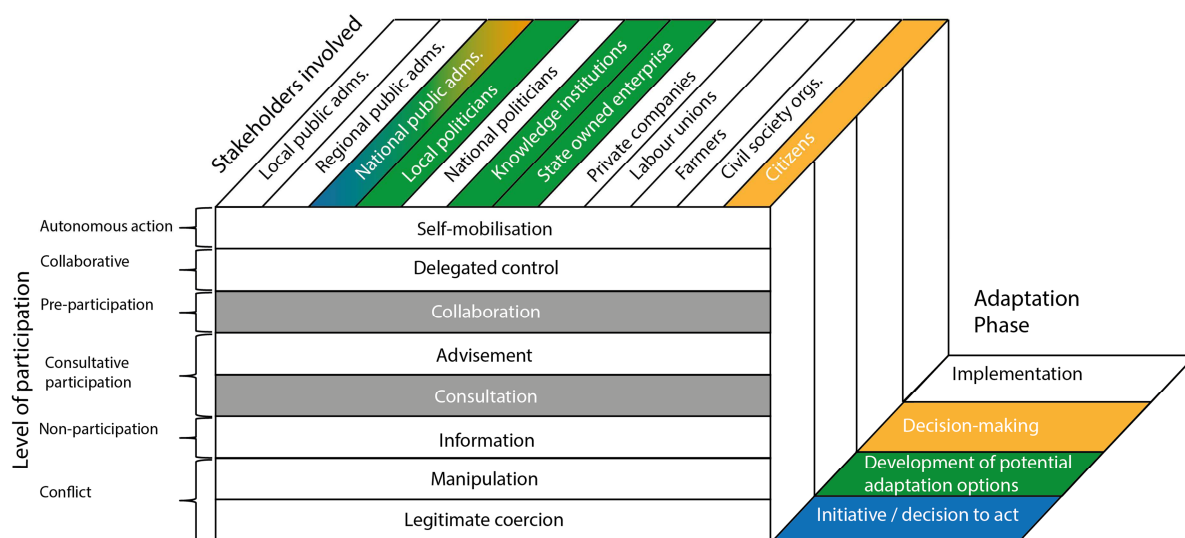 Stakeholders involved
Local public adms.
Regional public adms.
National public adms.
Local politicians
National politicians
Knowledge institutions
State owned enterprise
Private companies
Labour unions
Farmers
Civil society orgs.
Citizens
Level of participation
Autonomous action
Self-mobilisation
Collaborative
Delegated control
Pre-participation
Collaboration
Consultative
participation
Advisement
Consultation
Non-participation
Information
Conflict
Manipulation
Legitimate coercion
Adaptation
Phase
Implementation
Decision-making
Development of potential
adaptation options
Initiative / decision to act